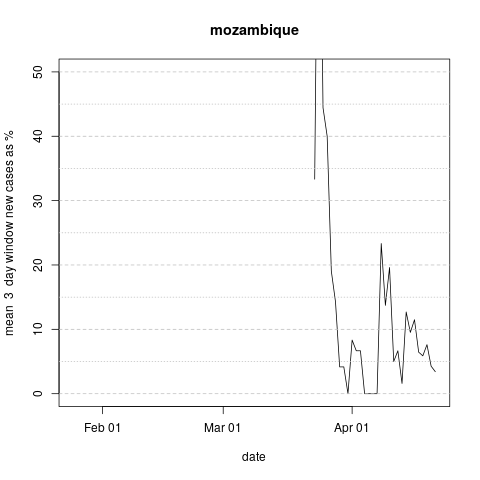 mozambique
mean 3 day window new cases as %
50
40
30
20
10
0
Feb 01
Mar 01
Apr 01
date